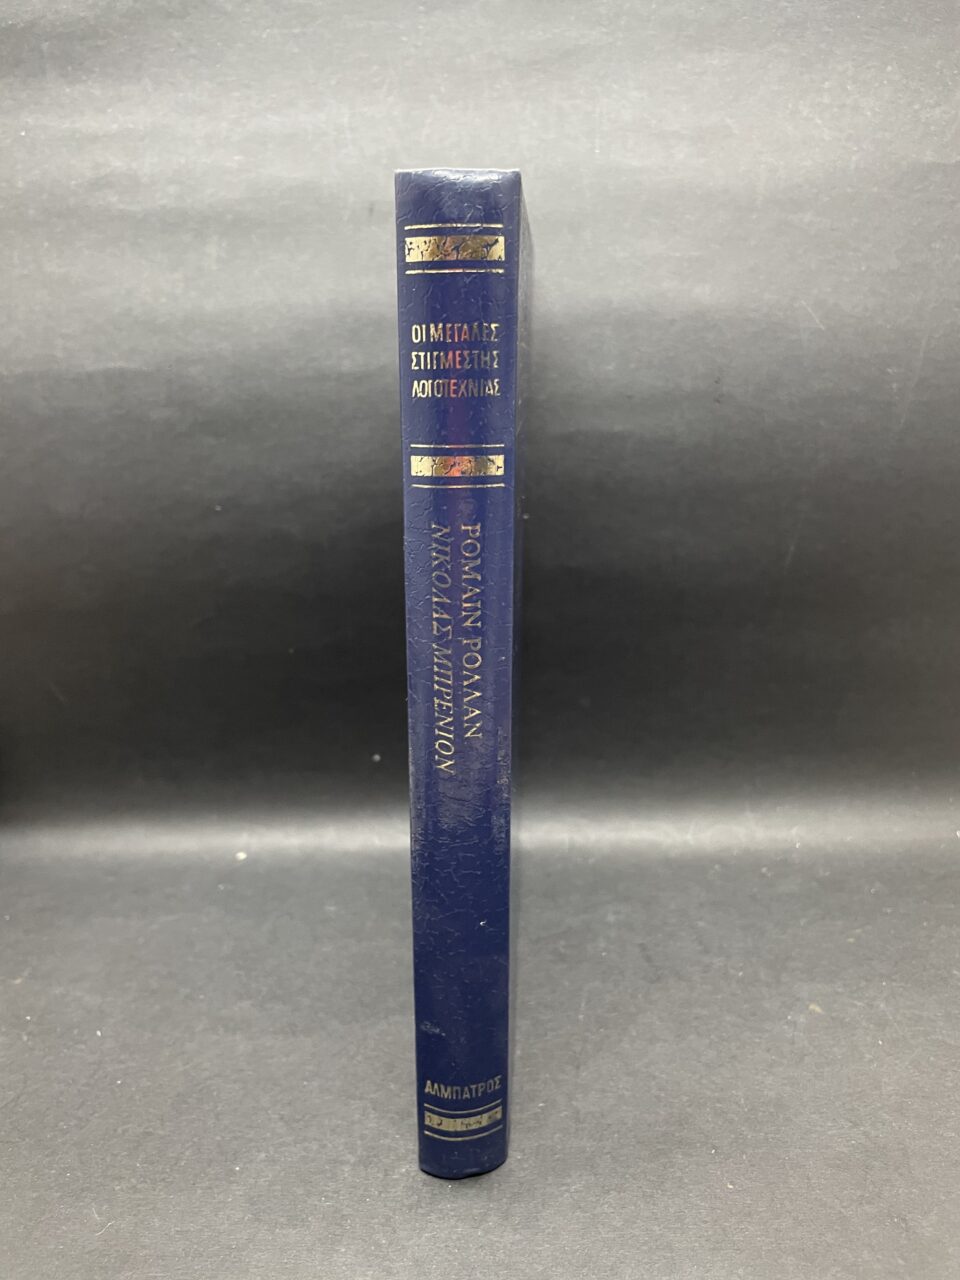 ΟΙ ΜΕΓΑΛΕΣ
ΣΤΙΓΜΕΣ ΤΗΣ
ΛΟΓΟΤΕΧΝΙΑΣ
ΡΟΜΑΙΝ ΡΟΛΛΑΝ
ΝΙΚΟΛΑΣ ΜΠΡΕΝΙΟΝ
ΑΛΜΠΑΤΡΟΣ